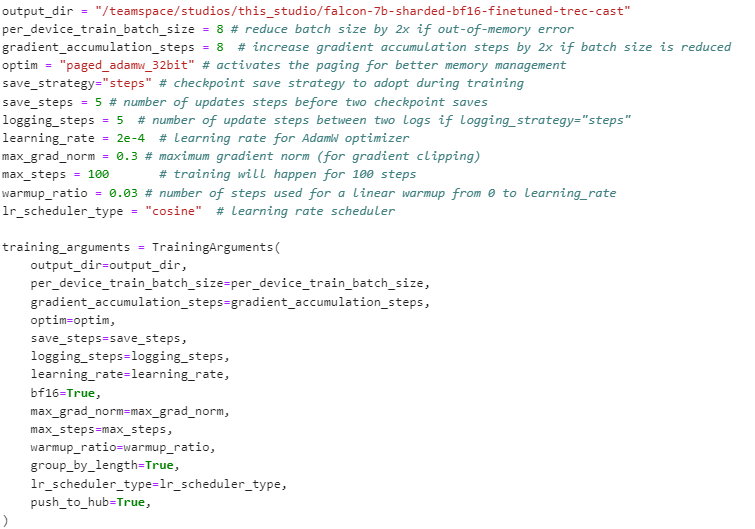 output_dir = "/teamspace/studios/this_studio/falcon-7b-sharded-bf16-finetuned-trec-cast"
per_device_train_batch_size = 8 # reduce batch size by 2x if out-of-memory error
gradient_accumulation_steps = 8  # increase gradient accumulation steps by 2x if batch size is reduced
optim = "paged_adamw_32bit" # activates the paging for better memory management
save_strategy="steps" # checkpoint save strategy to adopt during training
save_steps = 5 # number of updates steps before two checkpoint saves
logging_steps = 5  # number of update steps between two logs if logging_strategy="steps"
learning_rate = 2e-4  # learning rate for AdamW optimizer
max_grad_norm = 0.3 # maximum gradient norm (for gradient clipping)
max_steps = 100       # training will happen for 100 steps
warmup_ratio = 0.03 # number of steps used for a linear warmup from 0 to learning_rate
lr_scheduler_type = "cosine"  # learning rate scheduler

training_arguments = TrainingArguments(
    output_dir=output_dir,
    per_device_train_batch_size=per_device_train_batch_size,
    gradient_accumulation_steps=gradient_accumulation_steps,
    optim=optim,
    save_steps=save_steps,
    logging_steps=logging_steps,
    learning_rate=learning_rate,
    bf16=True,
    max_grad_norm=max_grad_norm,
    max_steps=max_steps,
    warmup_ratio=warmup_ratio,
    group_by_length=True,
    lr_scheduler_type=lr_scheduler_type,
    push_to_hub=True,
)